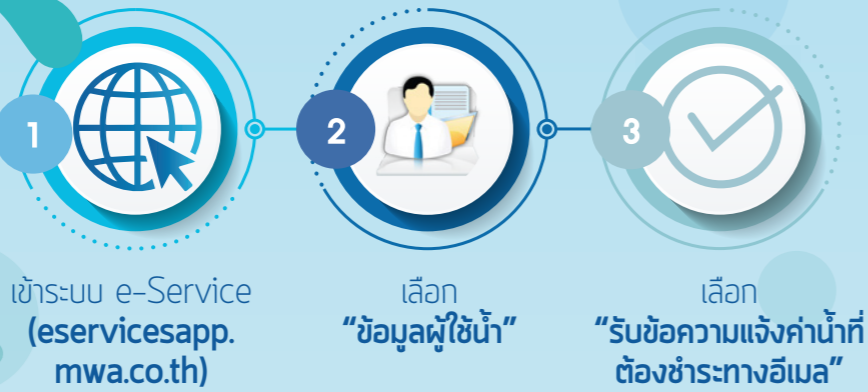 1
เข้าระบบ e-Service
(eservicesapp.
mwa.co.th)
2
เลือก
“ข้อมูลผู้ใช้น้ำ”
3
เลือก
“รับข้อความแจ้งค่าน้ำที่
ต้องชำระทางอีเมล”